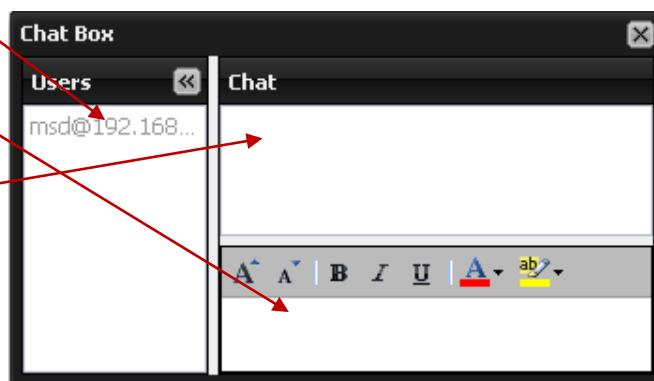 Chat Box
Users
Chat
msd@192.168...
A A B I U A ab